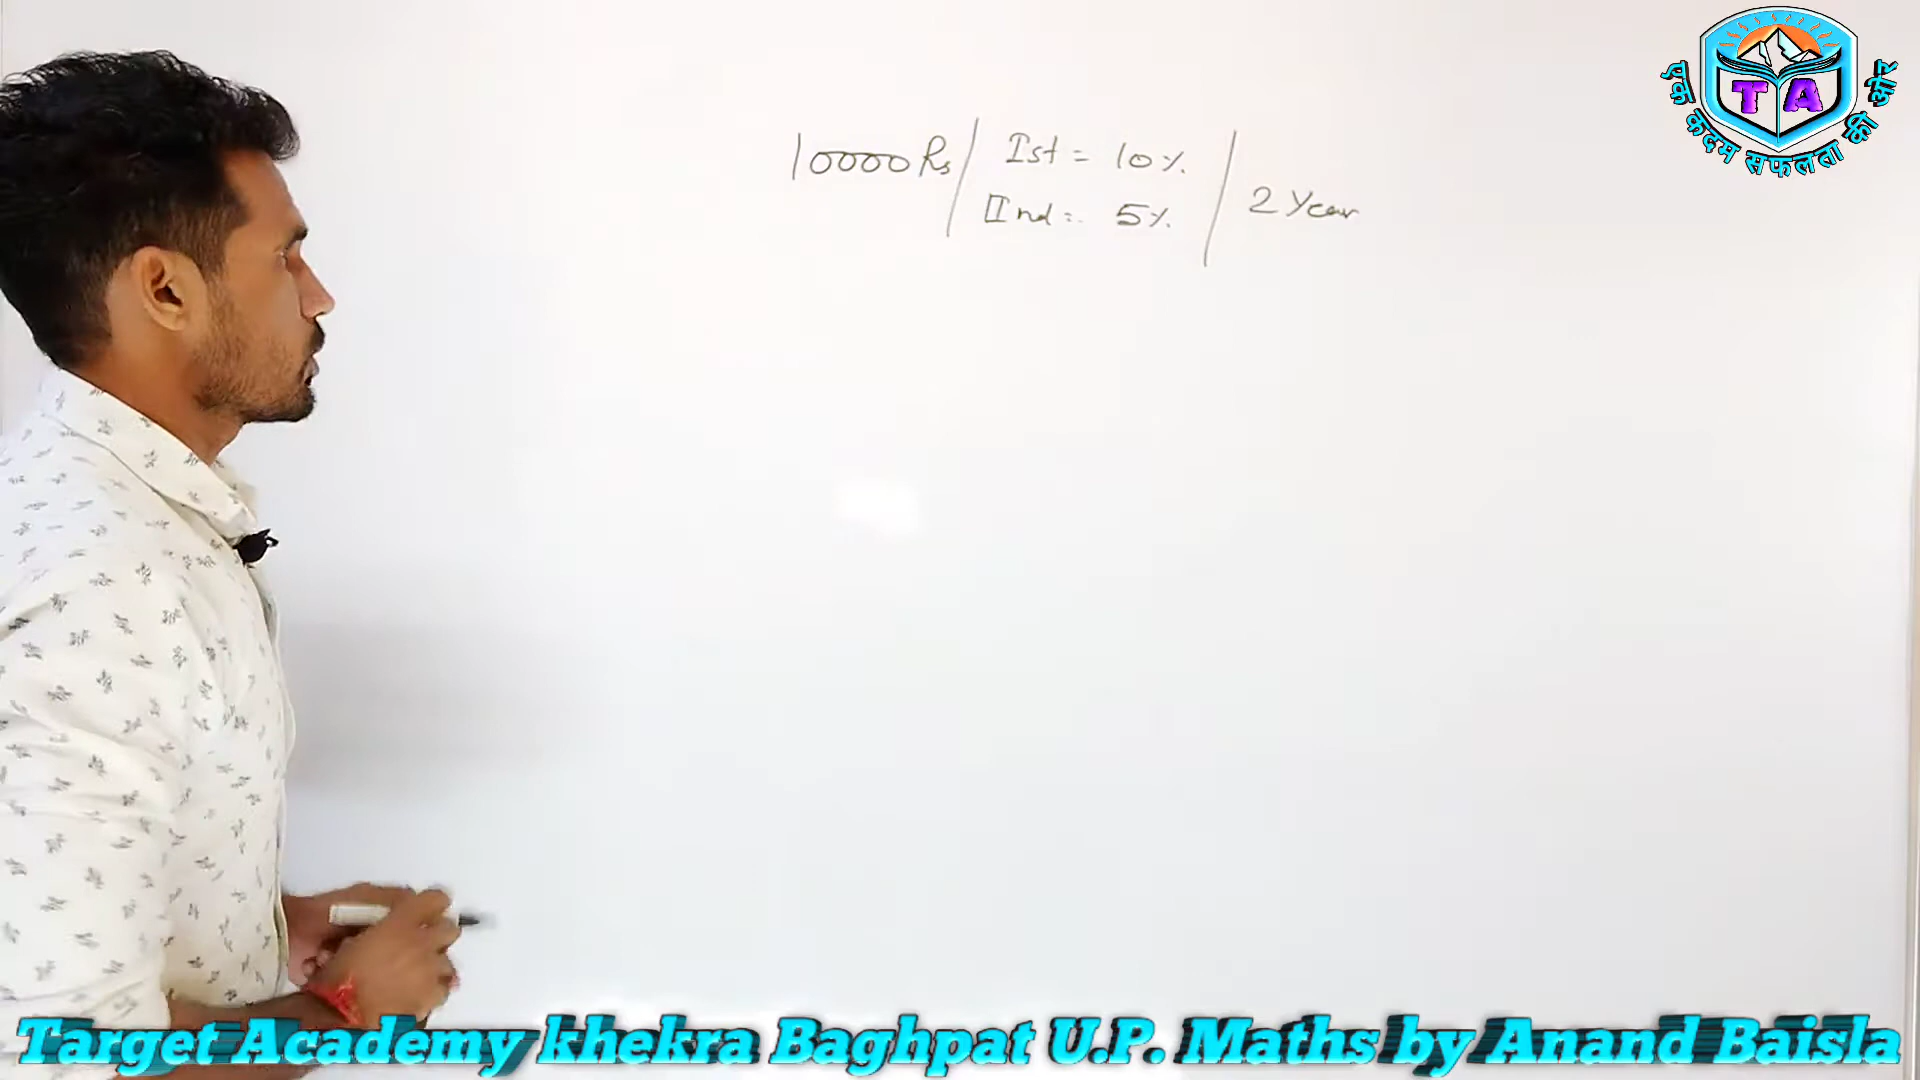 10000 Rs / Ist = 10% / 2 Year
IInd = 5%
T A
एक कदम सफलता की ओर
Target Academy khekra Baghpat U.P. Maths by Anand Baisla